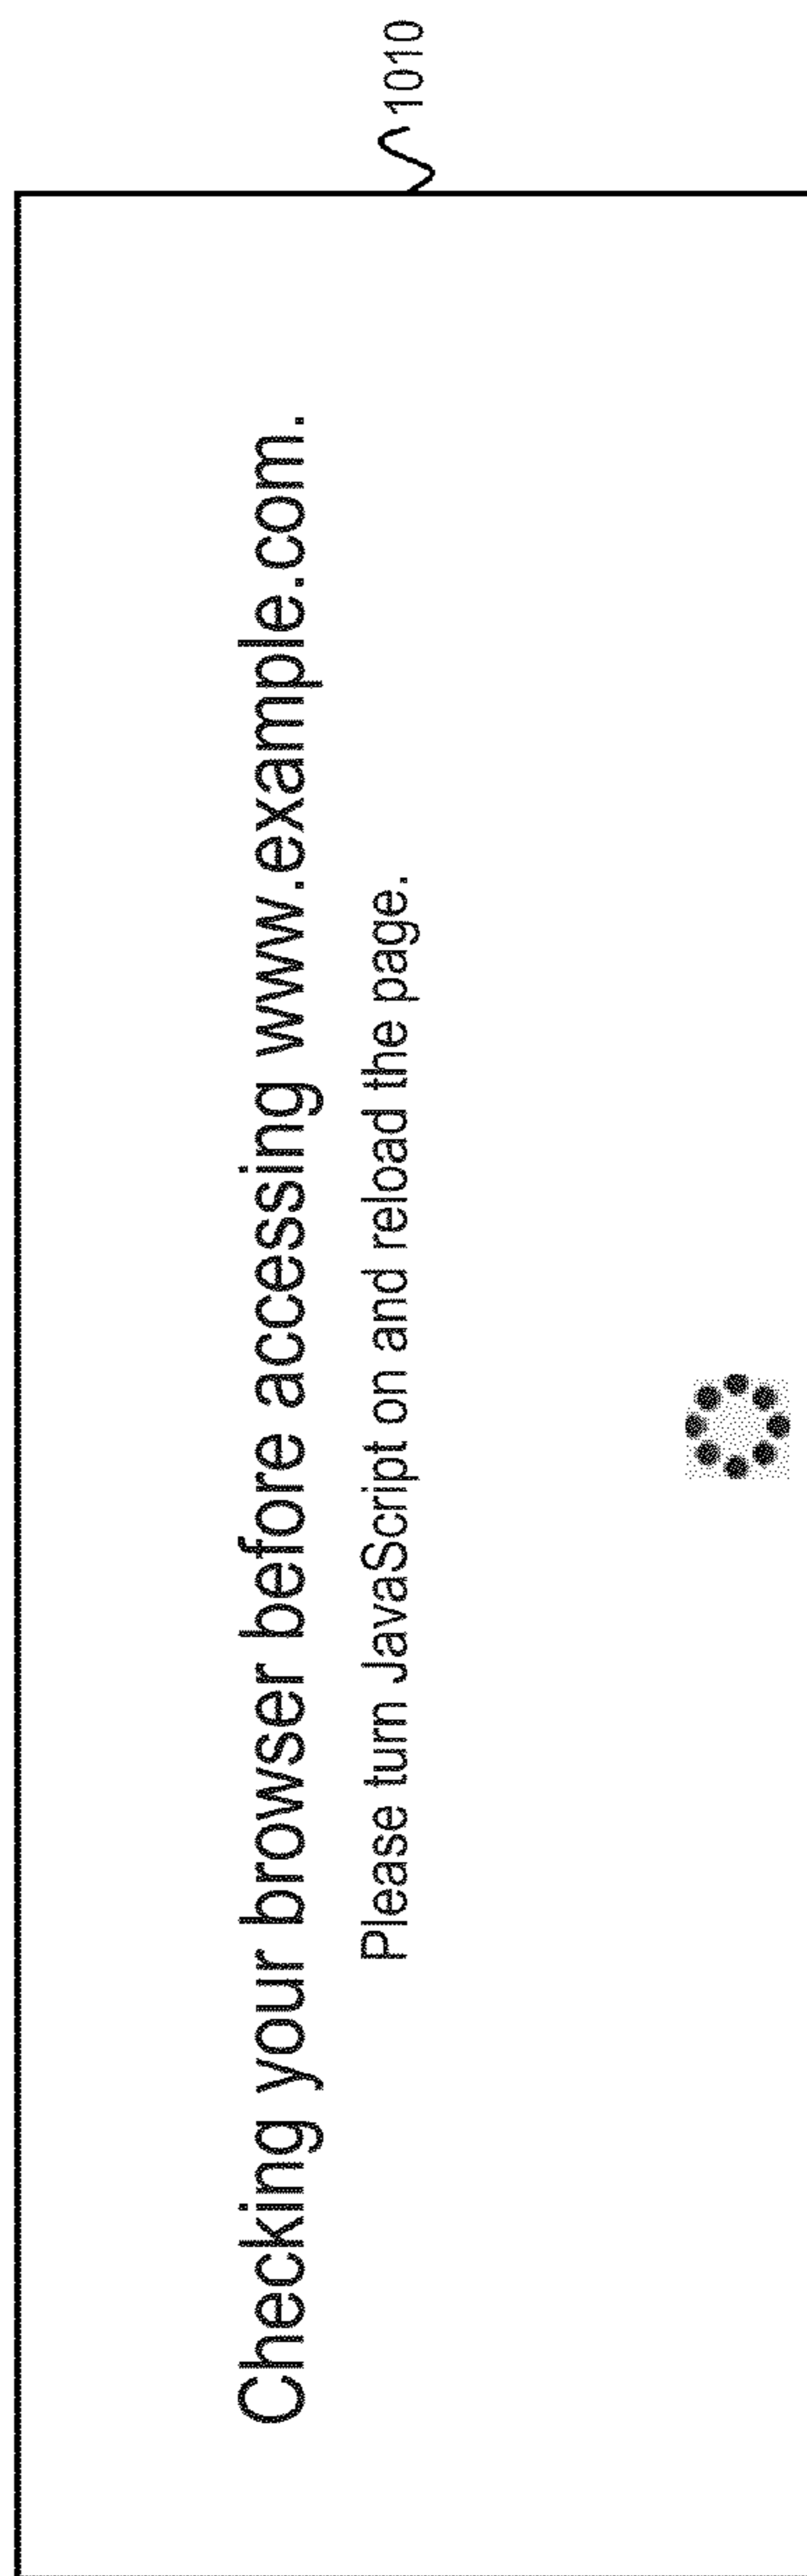 Checking your browser before accessing www.example.com.
Please turn JavaScript on and reload the page.
1010